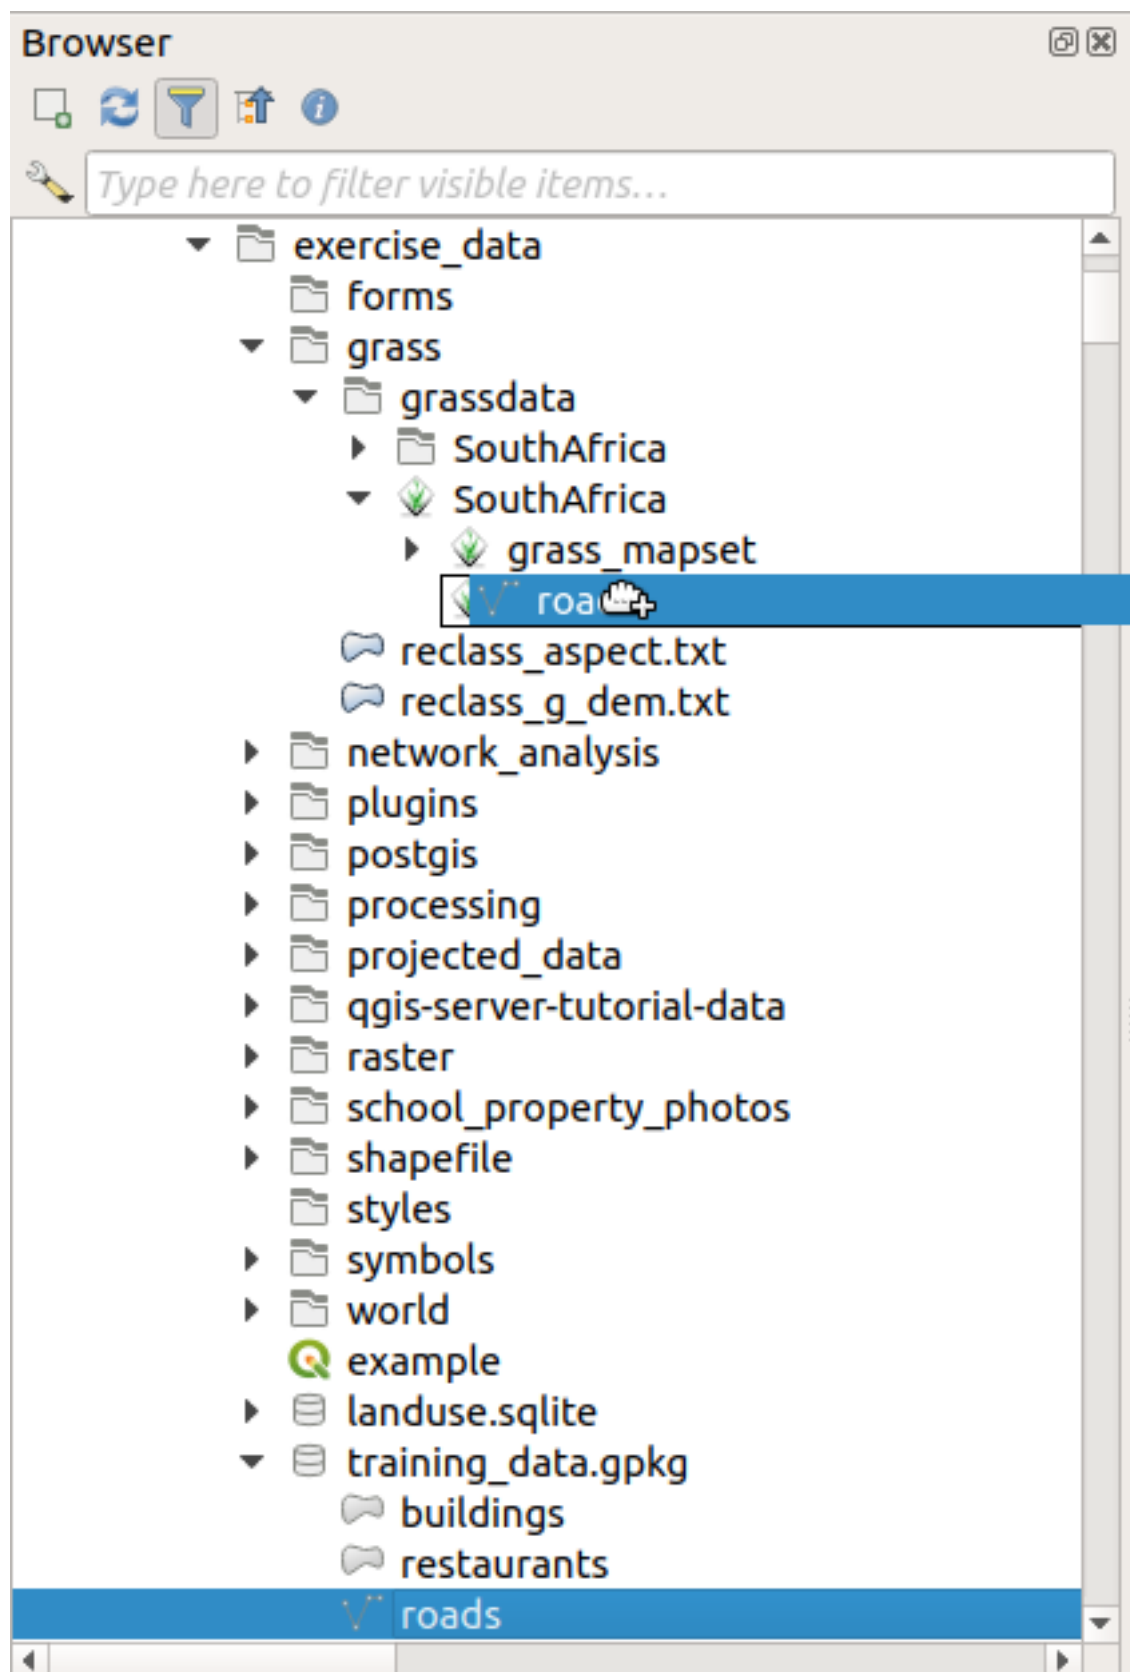 Browser
Type here to filter visible items...
exercise_data
forms
grass
grassdata
SouthAfrica
SouthAfrica
grass_mapset
reclass_aspect.txt
reclass_g_dem.txt
network_analysis
plugins
postgis
processing
projected_data
qgis-server-tutorial-data
raster
school_property_photos
shapefile
styles
symbols
world
example
landuse.sqlite
training_data.gpkg
buildings
restaurants
roads